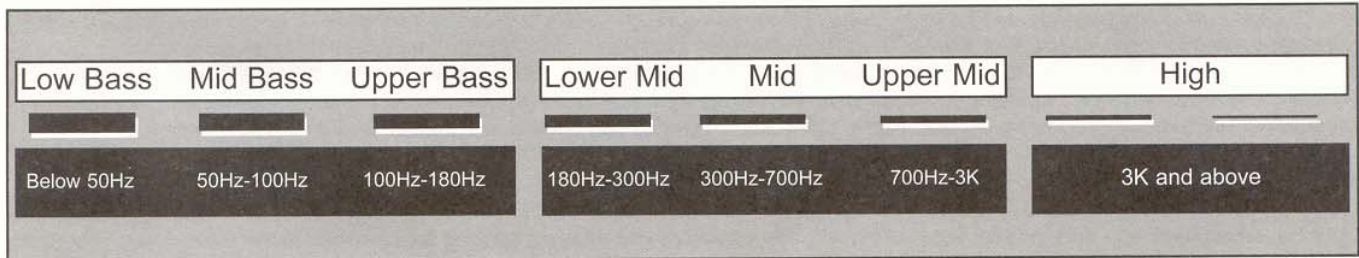 Low Bass Mid Bass Upper Bass Lower Mid Mid Upper Mid High
Below 50Hz 50Hz-100Hz 100Hz-180Hz 180Hz-300Hz 300Hz-700Hz 700Hz-3K 3K and above